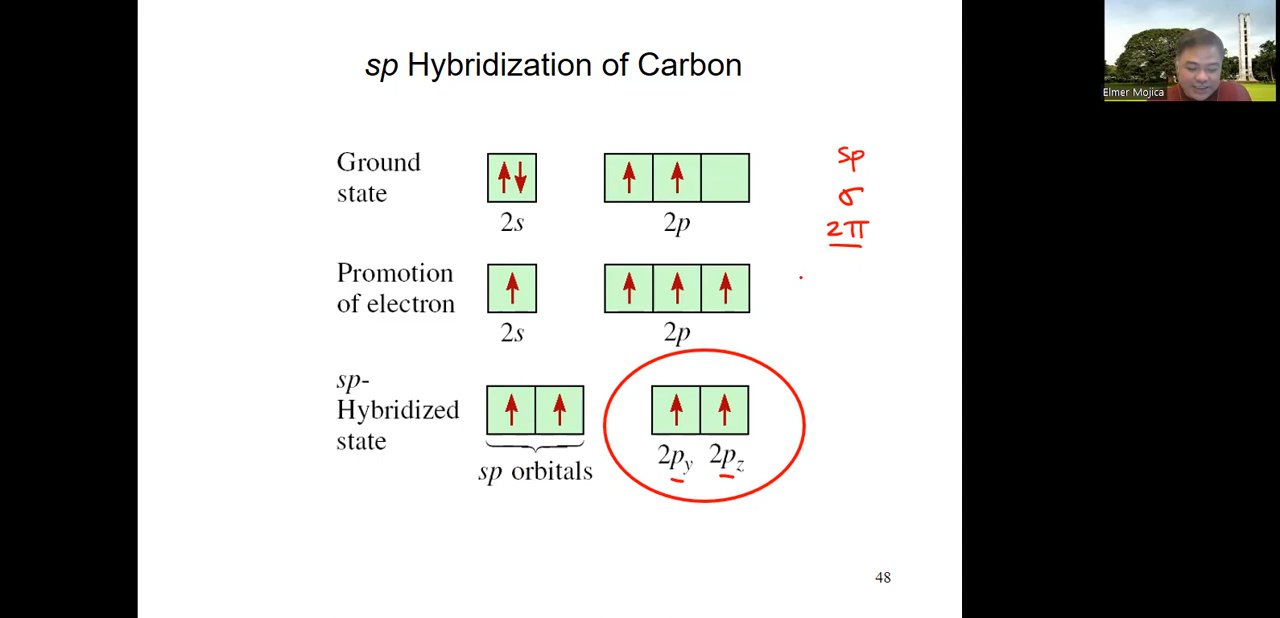 sp Hybridization of Carbon
Elmer Mojica
Ground
state
2s
2p
sp
σ
2π
Promotion
of electron
2s
2p
sp-
Hybridized
state
sp orbitals
2py 2pz
48